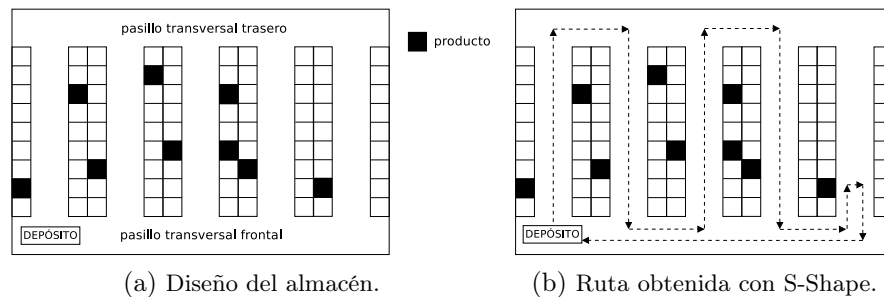 pasillo transversal trasero
producto
DEPÓSITO
pasillo transversal frontal
DEPÓSITO
(a) Diseño del almacén.
(b) Ruta obtenida con S-Shape.